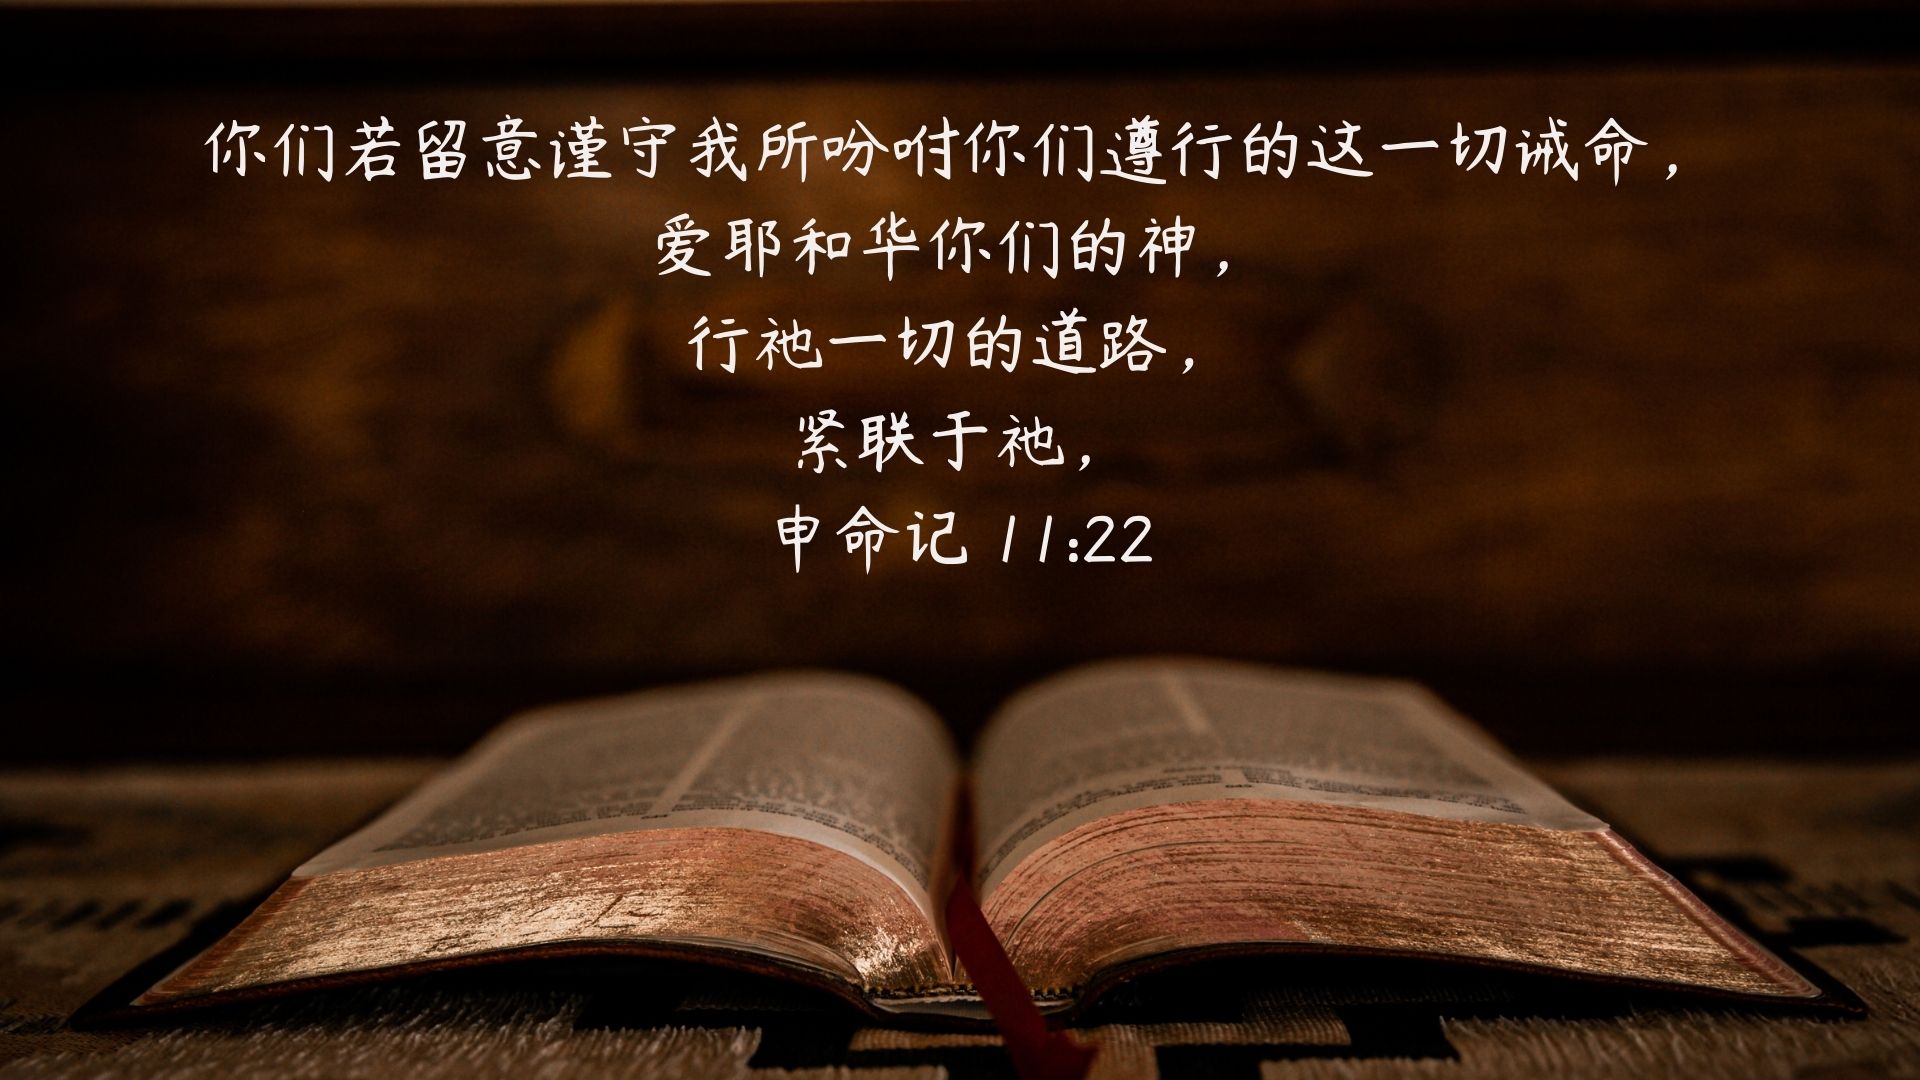 你们若留意谨守我所吩咐你们遵行的这一切诫命，
爱耶和华你们的神，
行祂一切的道路，
紧联于祂，
申命记 11:22